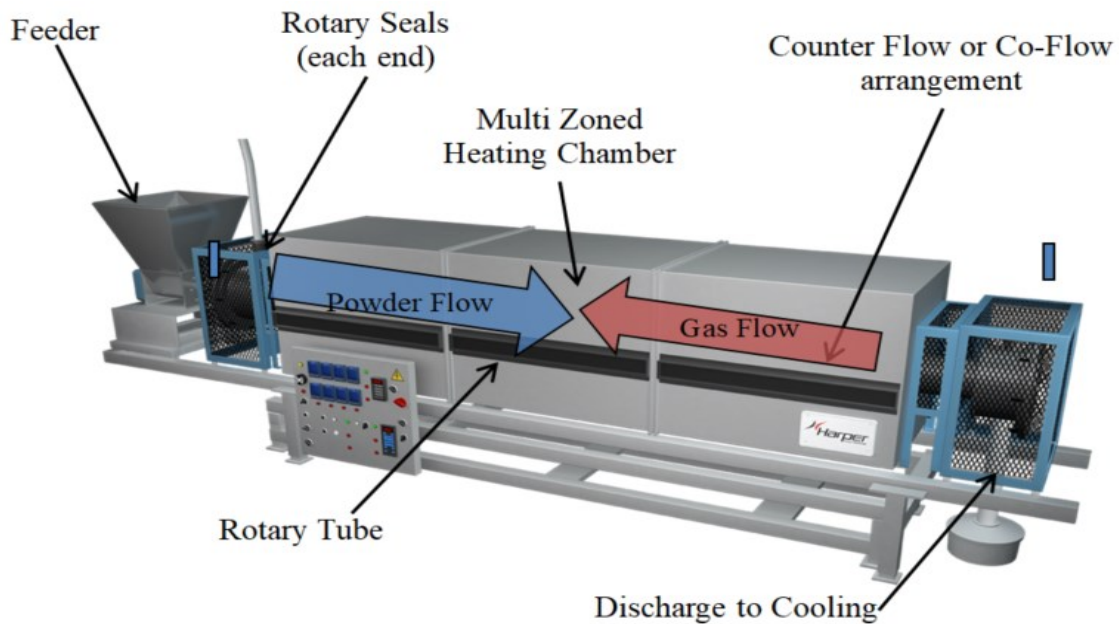 Feeder
Rotary Seals
(each end)
Counter Flow or Co-Flow
arrangement
Multi Zoned
Heating Chamber
Powder Flow
Gas Flow
Harper
Rotary Tube
Discharge to Cooling